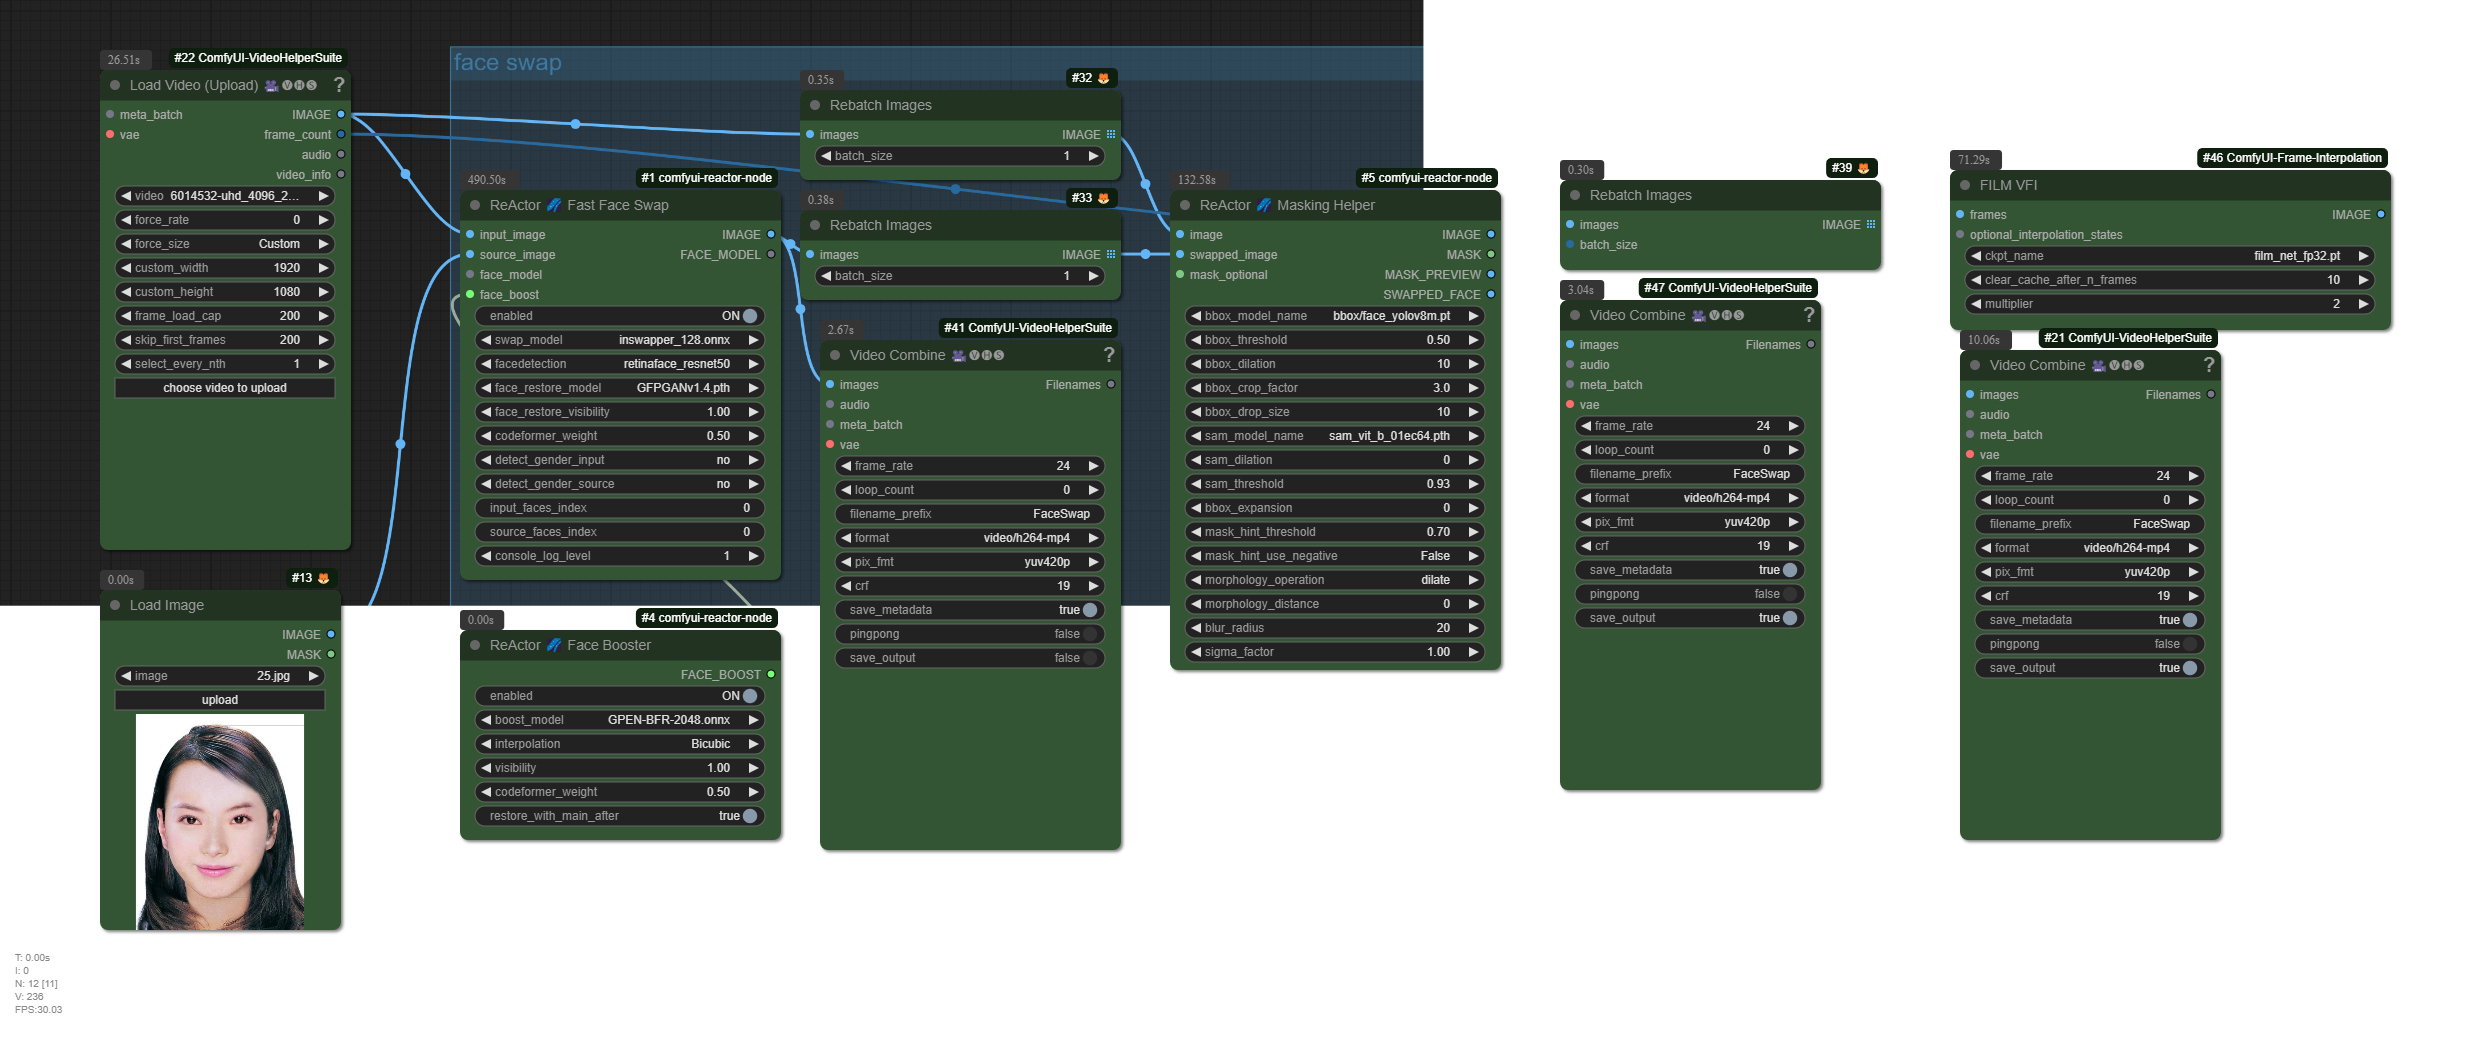 26.51s
#22 ComfyUI-VideoHelperSuite
Load Video (Upload) VHS ?
meta_batch IMAGE
vae frame_count
audio
video_info
video 6014532-uhd_4096_2...
force_rate 0
force_size Custom
custom_width 1920
custom_height 1080
frame_load_cap 200
skip_first_frames 200
select_every_nth 1
choose video to upload
0.00s
#13
Load Image
IMAGE
MASK
image 25.jpg
upload
face swap
490.50s
#1 comfyui-reactor-node
ReActor Fast Face Swap
input_image IMAGE
source_image FACE_MODEL
face_model
face_boost
enabled ON
swap_model inswapper_128.onnx
facedetection retinaface_resnet50
face_restore_model GFPGANv1.4.pth
face_restore_visibility 1.00
codeformer_weight 0.50
detect_gender_input no
detect_gender_source no
input_faces_index 0
source_faces_index 0
console_log_level 1
0.00s
#4 comfyui-reactor-node
ReActor Face Booster
FACE_BOOST
enabled ON
boost_model GPEN-BFR-2048.onnx
interpolation Bicubic
visibility 1.00
codeformer_weight 0.50
restore_with_main_after true
0.35s
#32
Rebatch Images
images IMAGE
batch_size 1
0.38s
#33
Rebatch Images
images IMAGE
batch_size 1
2.67s
#41 ComfyUI-VideoHelperSuite
Video Combine VHS ?
images Filenames
audio
meta_batch
vae
frame_rate 24
loop_count 0
filename_prefix FaceSwap
format video/h264-mp4
pix_fmt yuv420p
crf 19
save_metadata true
pingpong false
save_output false
132.58s
#5 comfyui-reactor-node
ReActor Masking Helper
image IMAGE
swapped_image MASK
mask_optional MASK_PREVIEW
SWAPPED_FACE
bbox_model_name bbox/face_yolov8m.pt
bbox_threshold 0.50
bbox_dilation 10
bbox_crop_factor 3.0
bbox_drop_size 10
sam_model_name sam_vit_b_01ec64.pth
sam_dilation 0
sam_threshold 0.93
bbox_expansion 0
mask_hint_threshold 0.70
mask_hint_use_negative False
morphology_operation dilate
morphology_distance 0
blur_radius 20
sigma_factor 1.00
0.30s
#39
Rebatch Images
images IMAGE
batch_size
3.04s
#47 ComfyUI-VideoHelperSuite
Video Combine VHS ?
images Filenames
audio
meta_batch
vae
frame_rate 24
loop_count 0
filename_prefix FaceSwap
format video/h264-mp4
pix_fmt yuv420p
crf 19
save_metadata true
pingpong false
save_output true
71.29s
#46 ComfyUI-Frame-Interpolation
FILM VFI
frames IMAGE
optional_interpolation_states
ckpt_name film_net_fp32.pt
clear_cache_after_n_frames 10
multiplier 2
10.06s
#21 ComfyUI-VideoHelperSuite
Video Combine VHS ?
images Filenames
audio
meta_batch
vae
frame_rate 24
loop_count 0
filename_prefix FaceSwap
format video/h264-mp4
pix_fmt yuv420p
crf 19
save_metadata true
pingpong false
save_output true
T: 0.00s
I: 0
N: 12 [11]
V: 236
FPS:30.03